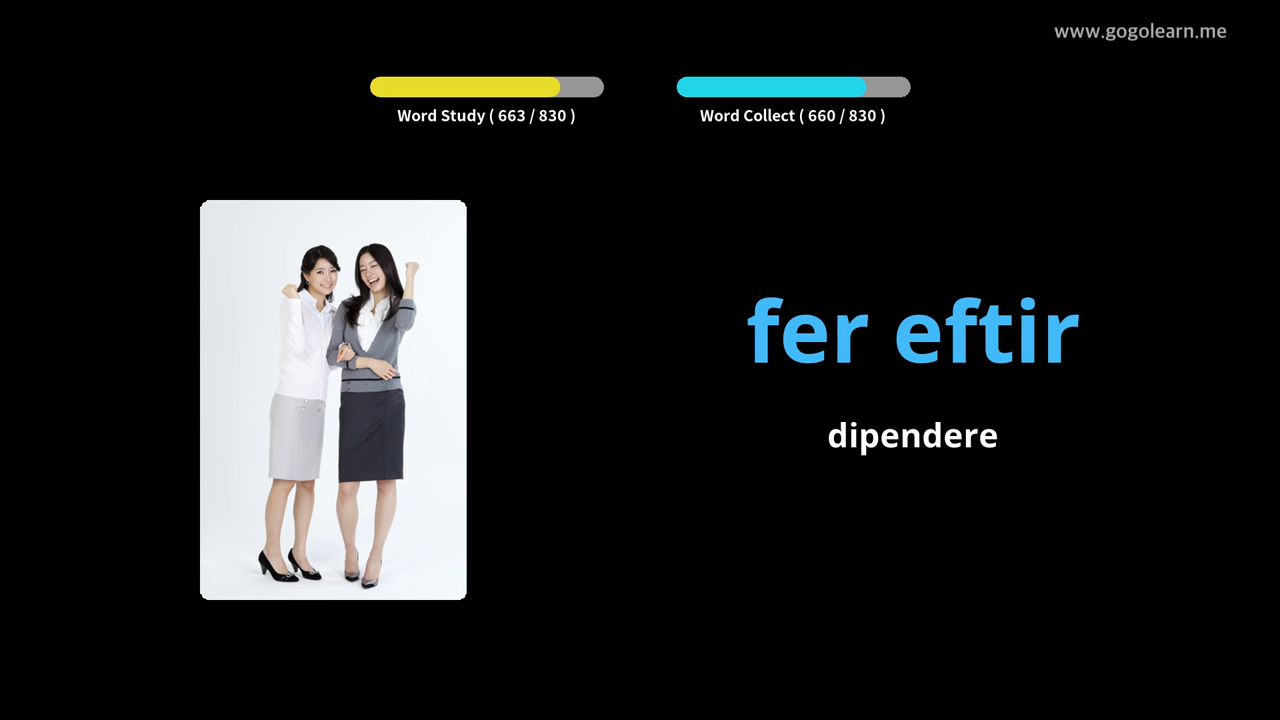 www.gogolearn.me
Word Study ( 663 / 830 )
Word Collect ( 660 / 830 )
fer eftir
dipendere